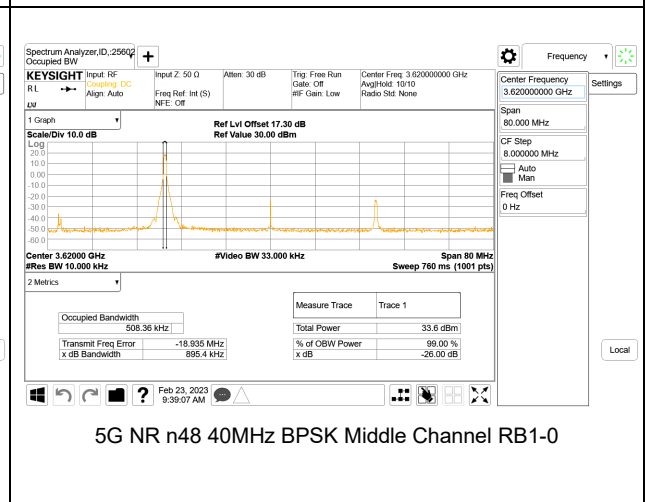 Spectrum Analyzer,ID,:25602
Occupied BW
Frequency
KEYSIGHT
R L
Input: RF
Coupling: DC
Align: Auto
Input Z: 50 Ω
Freq Ref: Int (S)
NFE: Off
Atten: 30 dB
Trig: Free Run
Gate: Off
#IF Gain: Low
Center Freq: 3.620000000 GHz
Avg|Hold: 10/10
Radio Std: None
Center Frequency
3.620000000 GHz
Settings
Span
80.000 MHz
CF Step
8.000000 MHz
Auto
Man
Freq Offset
0 Hz
Local
1 Graph
Scale/Div 10.0 dB
Ref Lvl Offset 17.30 dB
Ref Value 30.00 dBm
Log
20.0
10.0
0.00
-10.0
-20.0
-30.0
-40.0
-50.0
-60.0
Center 3.62000 GHz
#Video BW 33.000 kHz
Span 80 MHz
#Res BW 10.000 kHz
Sweep 760 ms (1001 pts)
2 Metrics
Measure Trace
Trace 1
Occupied Bandwidth
508.36 kHz
Total Power
33.6 dBm
Transmit Freq Error
-18.935 MHz
% of OBW Power
99.00 %
x dB Bandwidth
895.4 kHz
x dB
-26.00 dB
?
Feb 23, 2023
9:39:07 AM
5G NR n48 40MHz BPSK Middle Channel RB1-0